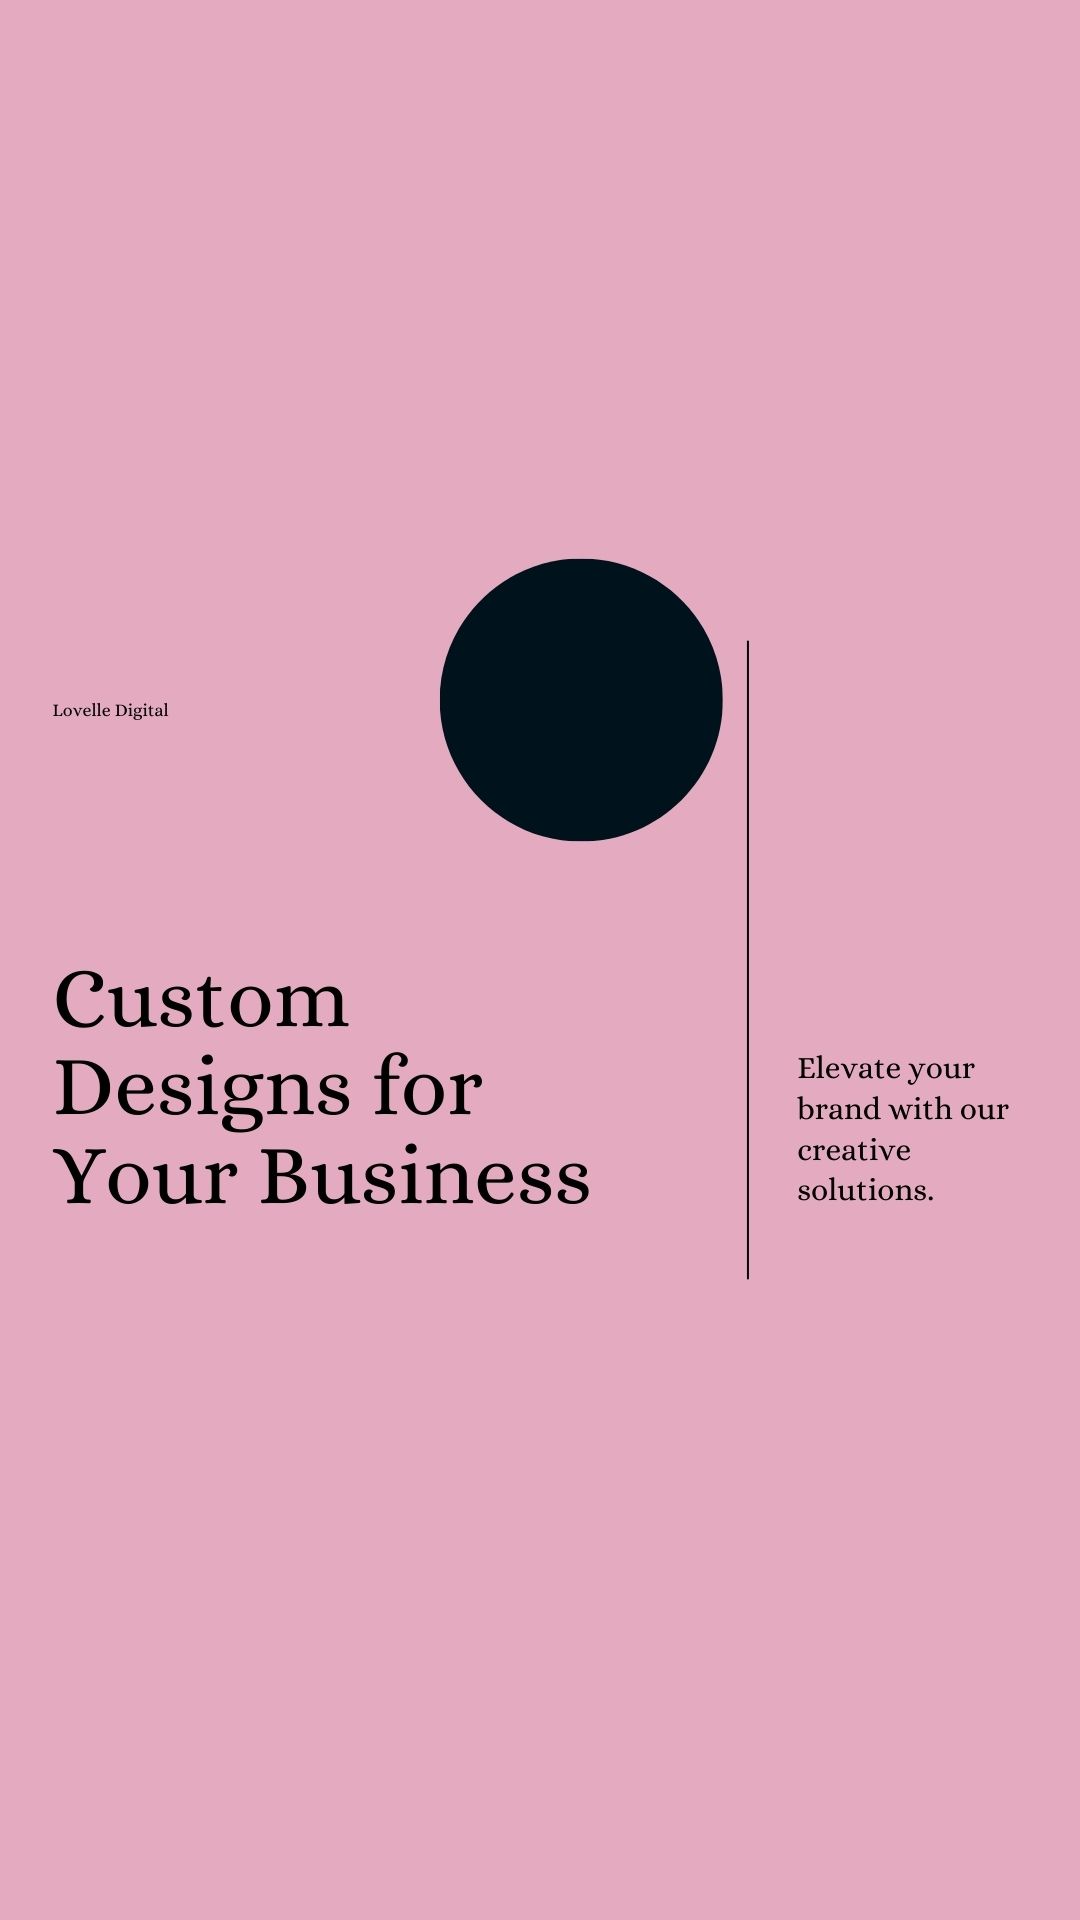 Lovelle Digital
Custom
Designs for
Your Business
Elevate your
brand with our
creative
solutions.